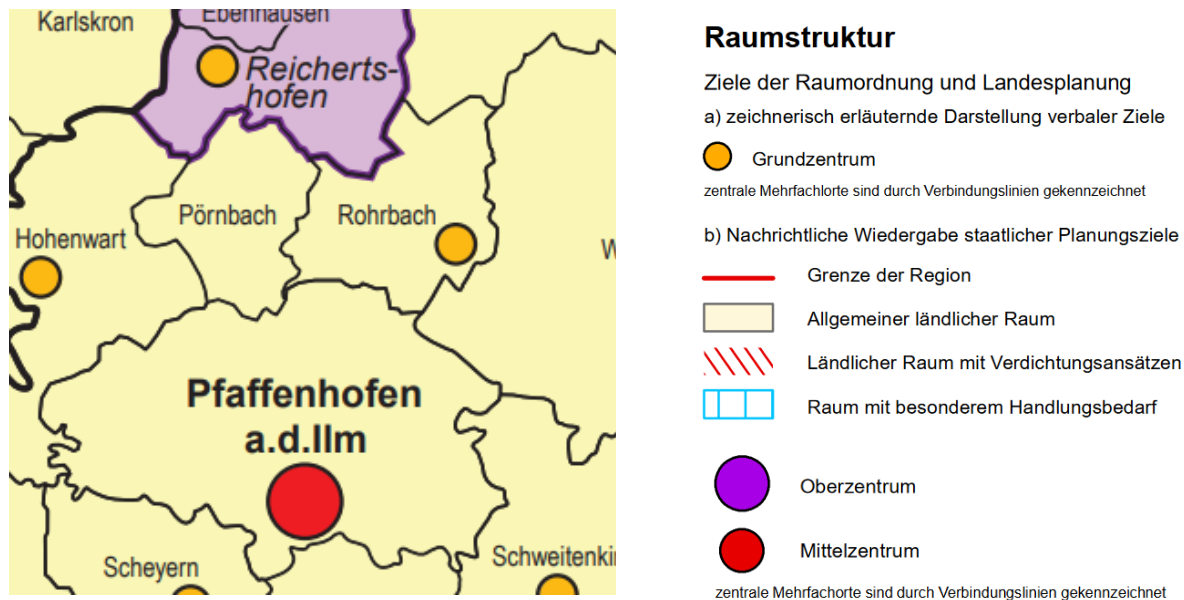 Karlskron
Ebenhausen
Reicherts-
hofen
Pörnbach
Rohrbach
Hohenwart
W
Pfaffenhofen
a.d.Ilm
Scheyern
Schweitenki
Raumstruktur
Ziele der Raumordnung und Landesplanung
a) zeichnerisch erläuternde Darstellung verbaler Ziele
Grundzentrum
zentrale Mehrfachlorte sind durch Verbindungslinien gekennzeichnet
b) Nachrichtliche Wiedergabe staatlicher Planungsziele
Grenze der Region
Allgemeiner ländlicher Raum
Ländlicher Raum mit Verdichtungsansätzen
Raum mit besonderem Handlungsbedarf
Oberzentrum
Mittelzentrum
zentrale Mehrfachorte sind durch Verbindungslinien gekennzeichnet